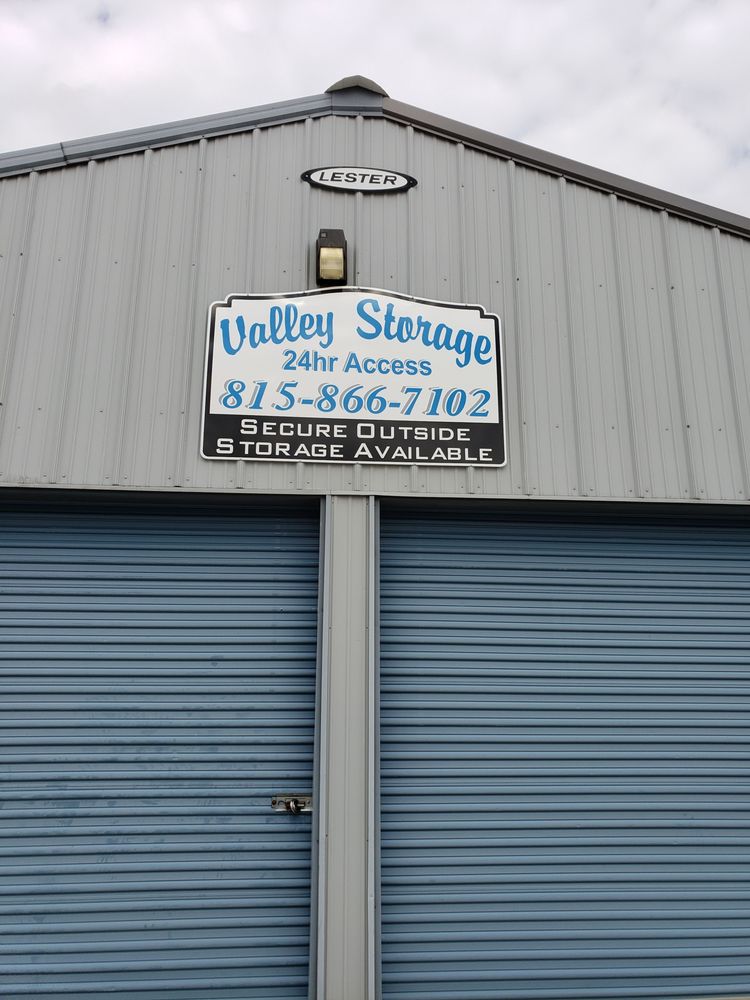 LESTER
Valley Storage
24hr Access
815-866-7102
SECURE OUTSIDE
STORAGE AVAILABLE